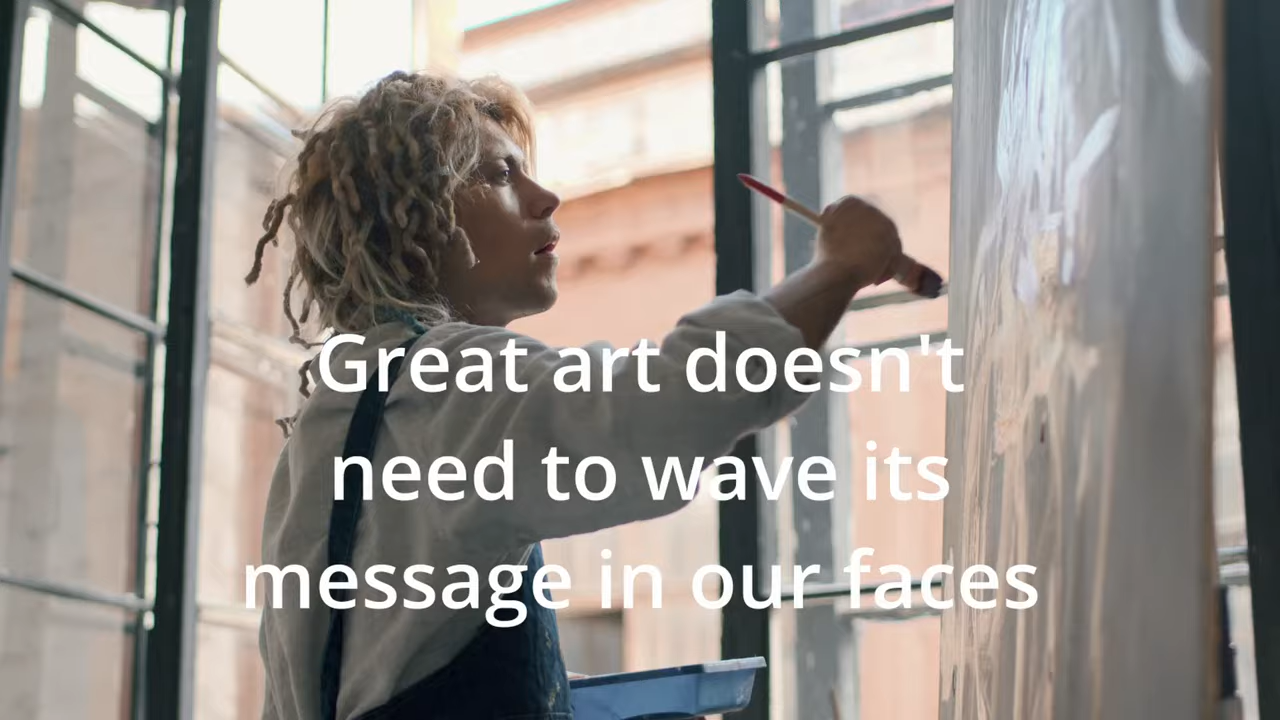 Great art doesn't
need to wave its
message in our faces